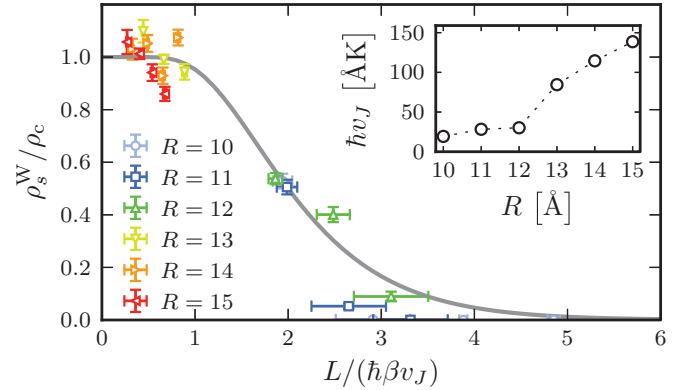 ρ_s^W/ρ_c
1.0
0.8
0.6
0.4
0.2
0.0
R = 10
R = 11
R = 12
R = 13
R = 14
R = 15
0
1
2
3
4
5
6
L/(ħβv_J)
ħv_J [ÅK]
150
100
50
0
10
11
12
13
14
15
R [Å]